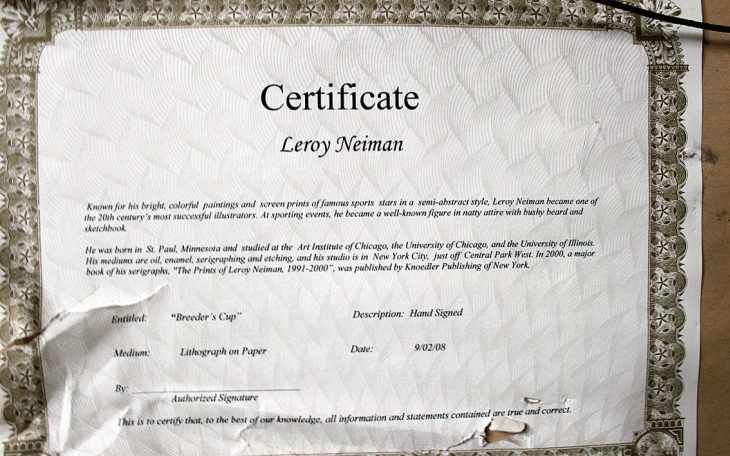 Certificate
Leroy Neiman
Known for his bright, colorful paintings and screen prints of famous sports stars in a semi-abstract style, Leroy Neiman became one of
the 20th century's most successful illustrators. At sporting events, he became a well-known figure in natty attire with bushy beard and
sketchbook.
He was born in St. Paul, Minnesota and studied at the Art Institute of Chicago, the University of Chicago, and the University of Illinois.
His mediums are oil, enamel, serigraphing and etching, and his studio is in New York City, just off Central Park West. In 2000, a major
book of his serigraphs, "The Prints of Leroy Neiman, 1991-2000", was published by Knoedler Publishing of New York.
Entitled: "Breeder's Cup" Description: Hand Signed
Medium: Lithograph on Paper Date: 9/02/08
By:
Authorized Signature
This is to certify that, to the best of our knowledge, all information and statements contained are true and correct.